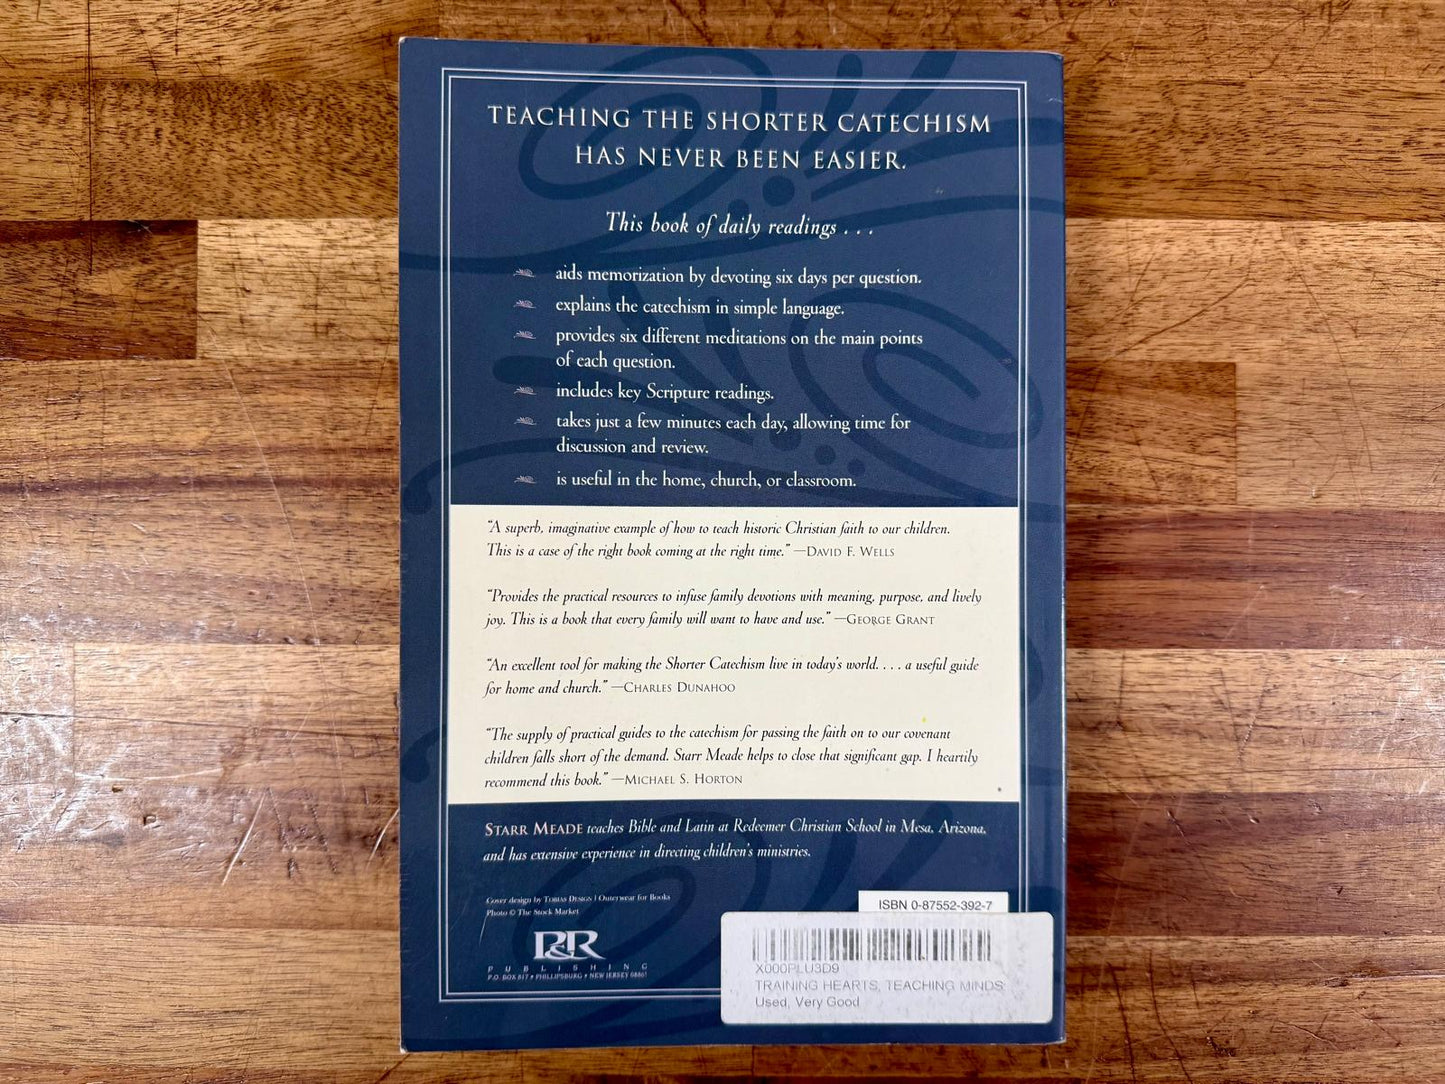 TEACHING THE SHORTER CATECHISM
HAS NEVER BEEN EASIER.
This book of daily readings . . .
aids memorization by devoting six days per question.
explains the catechism in simple language.
provides six different meditations on the main points
of each question.
includes key Scripture readings.
takes just a few minutes each day, allowing time for
discussion and review.
is useful in the home, church, or classroom.
“A superb, imaginative example of how to teach historic Christian faith to our children.
This is a case of the right book coming at the right time.” —DAVID F. WELLS
“Provides the practical resources to infuse family devotions with meaning, purpose, and lively
joy. This is a book that every family will want to have and use.” —GEORGE GRANT
“An excellent tool for making the Shorter Catechism live in today’s world. . . . a useful guide
for home and church.” —CHARLES DUNAHOO
“The supply of practical guides to the catechism for passing the faith on to our covenant
children falls short of the demand. Starr Meade helps to close that significant gap. I heartily
recommend this book.” —MICHAEL S. HORTON
STARR MEADE teaches Bible and Latin at Redeemer Christian School in Mesa, Arizona,
and has extensive experience in directing children’s ministries.
Cover design by TOBIAS DESIGN | Outerwear for Books
Photo © The Stock Market
P&R
PUBLISHING
P.O. BOX 817 • PHILLIPSBURG • NEW JERSEY 08865
ISBN 0-87552-392-7
X000PLU3D9
TRAINING HEARTS, TEACHING MINDS:
Used, Very Good